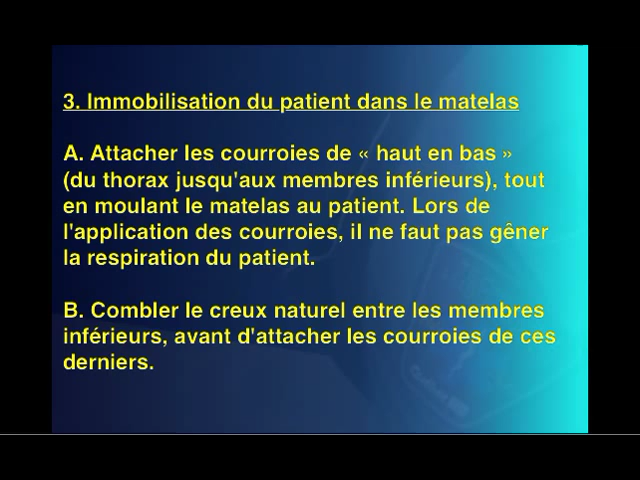 3. Immobilisation du patient dans le matelas
A. Attacher les courroies de « haut en bas »
(du thorax jusqu'aux membres inférieurs), tout
en moulant le matelas au patient. Lors de
l'application des courroies, il ne faut pas gêner
la respiration du patient.
B. Combler le creux naturel entre les membres
inférieurs, avant d'attacher les courroies de ces
derniers.